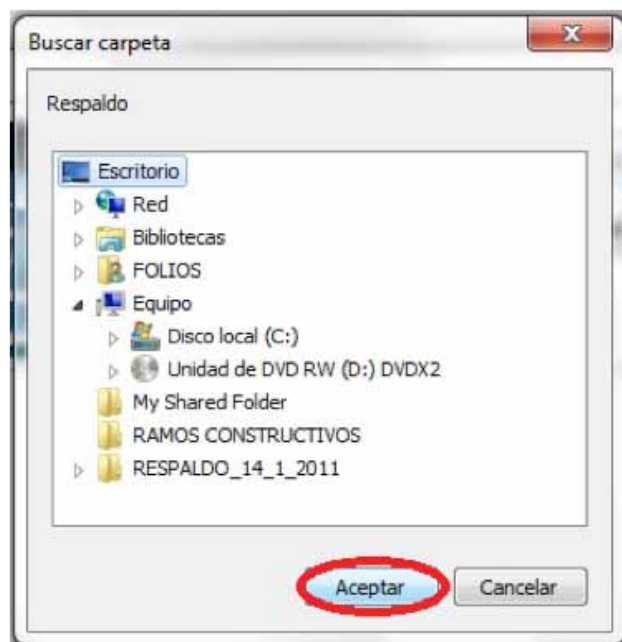 Buscar carpeta
Respaldo
Escritorio
Red
Bibliotecas
FOLIOS
Equipo
Disco local (C:)
Unidad de DVD RW (D:) DVDX2
My Shared Folder
RAMOS CONSTRUCTIVOS
RESPALDO_14_1_2011
Aceptar Cancelar